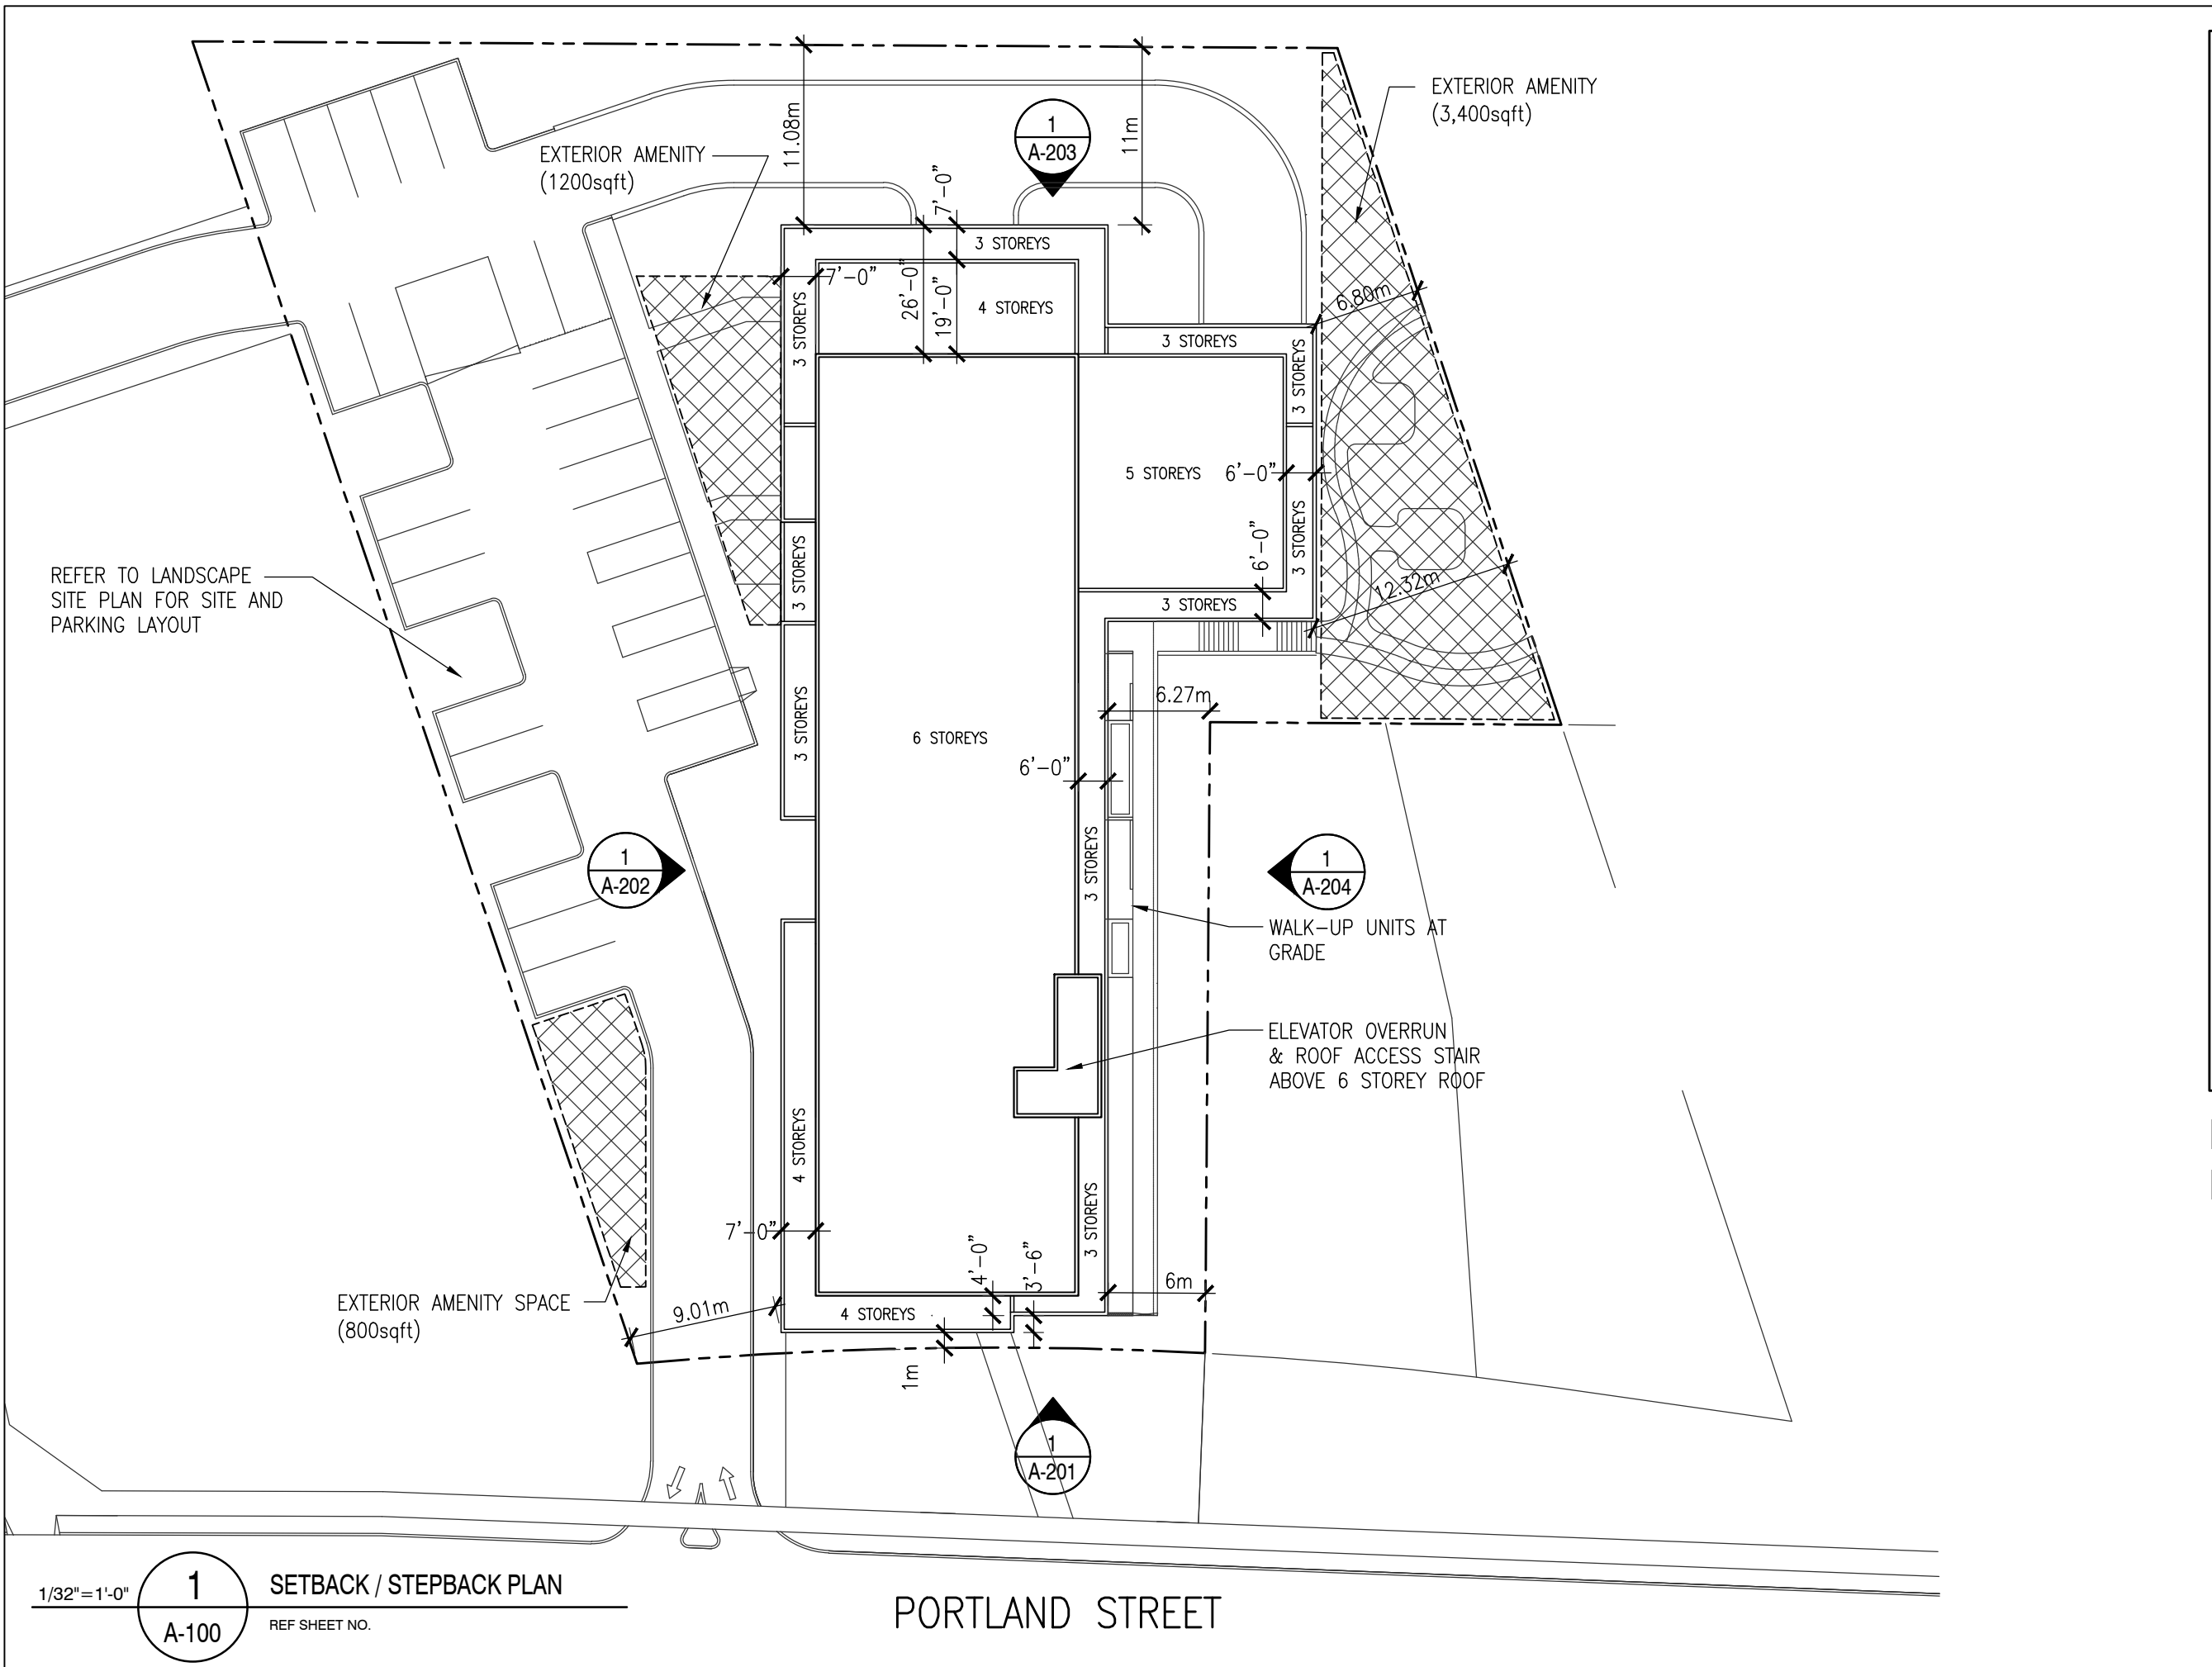 EXTERIOR AMENITY
(3,400sqft)
11.08m
1
A-203
11m
EXTERIOR AMENITY
(1200sqft)
7'-0"
3 STOREYS
7'-0"
26'-0"
19'-0"
4 STOREYS
3 STOREYS
6.80m
3 STOREYS
3 STOREYS
5 STOREYS
6'-0"
3 STOREYS
6'-0"
3 STOREYS
12.32m
3 STOREYS
REFER TO LANDSCAPE
SITE PLAN FOR SITE AND
PARKING LAYOUT
3 STOREYS
6.27m
6 STOREYS
6'-0"
3 STOREYS
1
A-202
1
A-204
WALK-UP UNITS AT
GRADE
ELEVATOR OVERRUN
& ROOF ACCESS STAIR
ABOVE 6 STOREY ROOF
4 STOREYS
3 STOREYS
7'-0"
4'-0"
3'-6"
6m
EXTERIOR AMENITY SPACE
(800sqft)
9.01m
4 STOREYS
1m
1
A-201
1/32"=1'-0"
1
A-100
SETBACK / STEPBACK PLAN
REF SHEET NO.
PORTLAND STREET